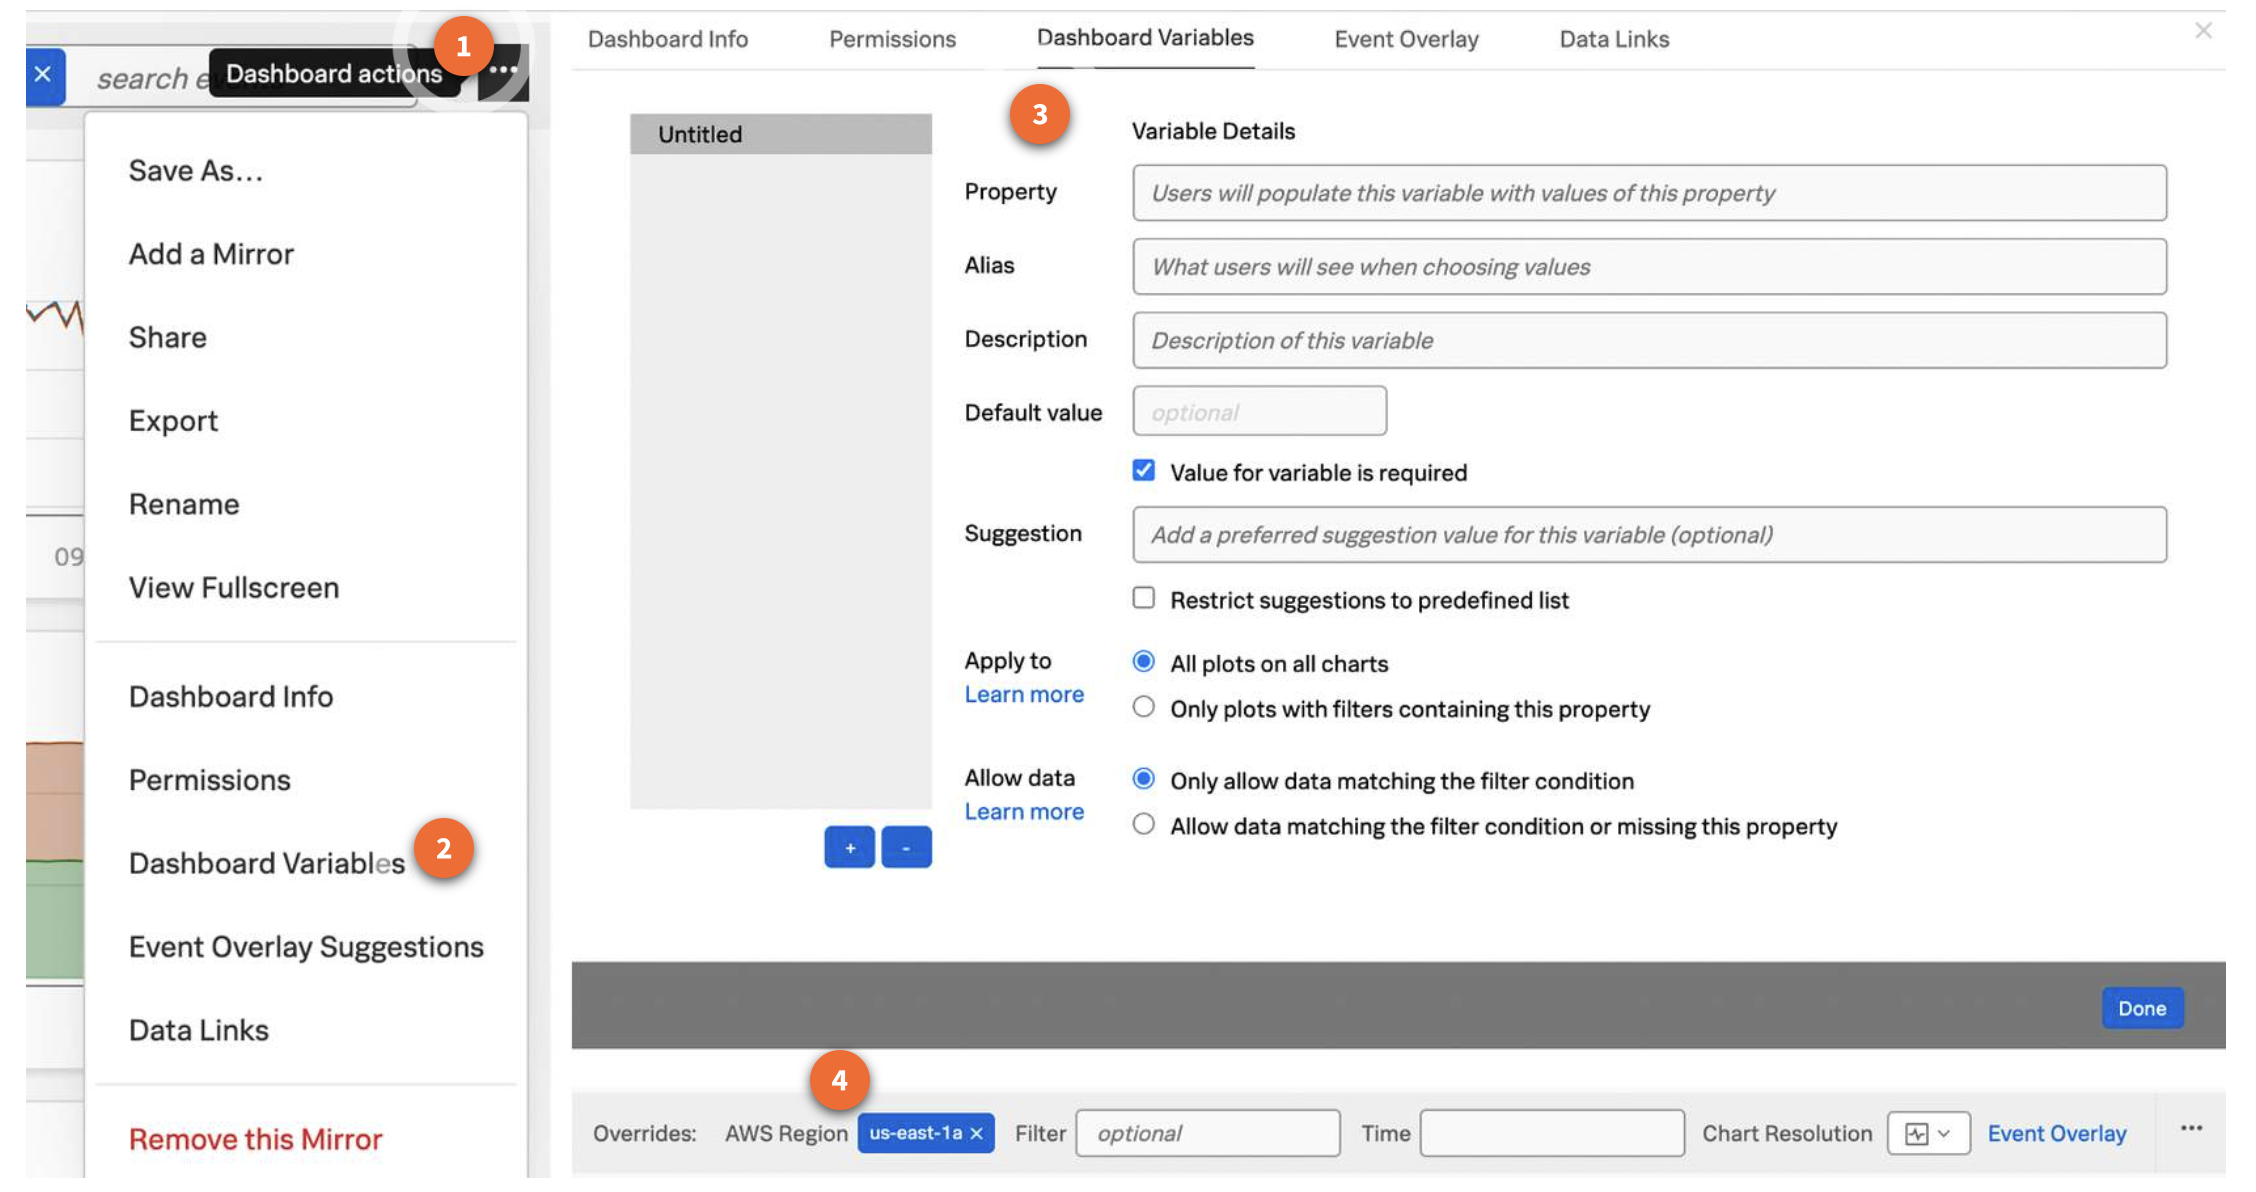 1
× search e Dashboard actions ...
Save As...
Add a Mirror
Share
Export
Rename
09
View Fullscreen
Dashboard Info
Permissions
Dashboard Variables
2
Event Overlay Suggestions
Data Links
Remove this Mirror
Dashboard Info Permissions Dashboard Variables Event Overlay Data Links ×
3
Untitled
Variable Details
Property Users will populate this variable with values of this property
Alias What users will see when choosing values
Description Description of this variable
Default value optional
Value for variable is required
Suggestion Add a preferred suggestion value for this variable (optional)
Restrict suggestions to predefined list
Apply to All plots on all charts
Learn more
Only plots with filters containing this property
Allow data Only allow data matching the filter condition
Learn more
Allow data matching the filter condition or missing this property
+ -
Done
4
Overrides: AWS Region us-east-1a × Filter optional Time Chart Resolution Event Overlay ...